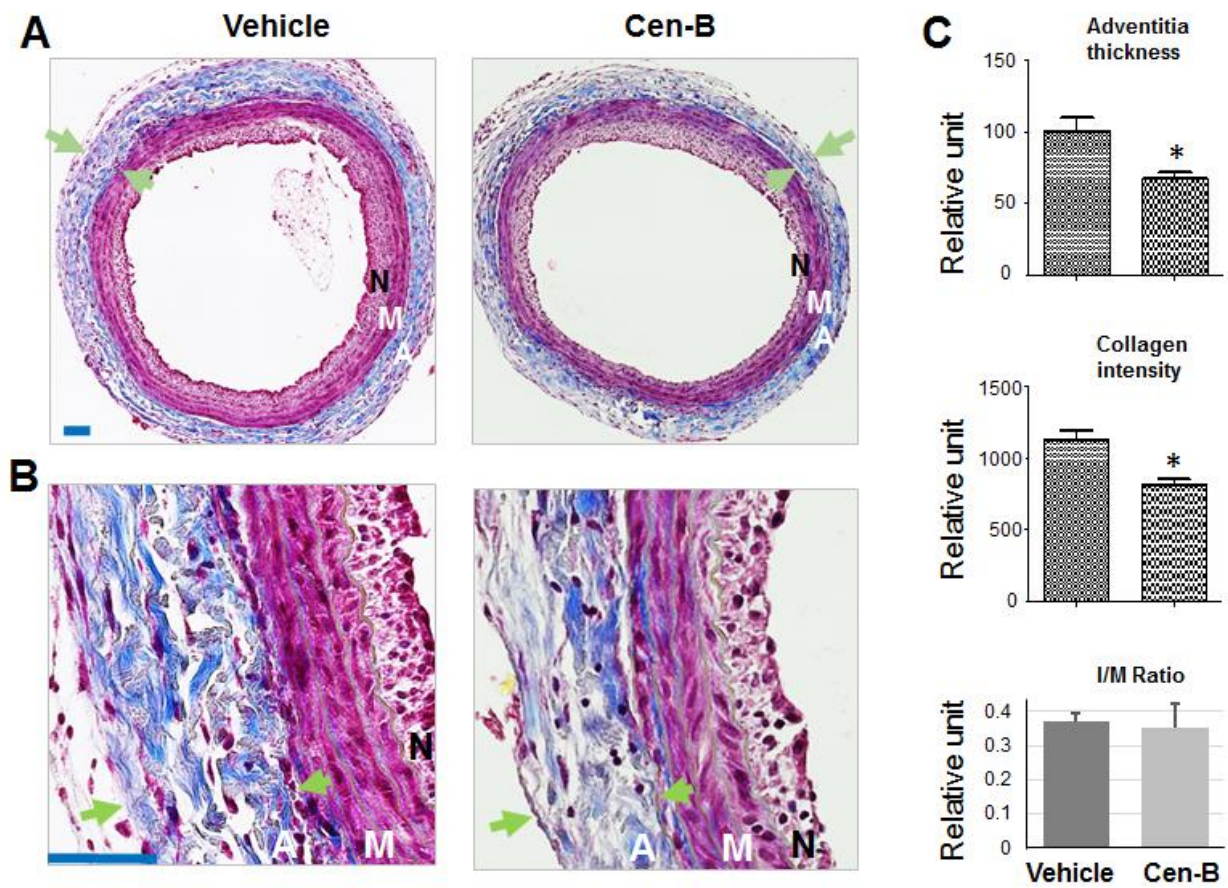 A
Vehicle
Cen-B
N
M
A
N
M
A
B
N
A
M
A
M
N
C
Adventitia
thickness
Relative unit
150
100
50
0
*
Collagen
intensity
Relative unit
1500
1000
500
0
*
I/M Ratio
Relative unit
0.4
0.3
0.2
0.1
0
Vehicle
Cen-B